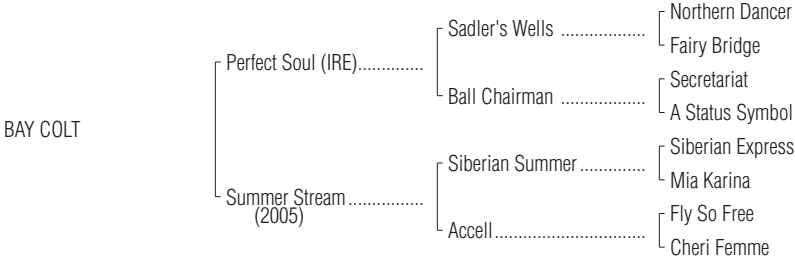 Northern Dancer
Sadler's Wells ...................
Fairy Bridge
Perfect Soul (IRE)..............
Secretariat
Ball Chairman ...................
A Status Symbol
BAY COLT
Siberian Express
Siberian Summer ...............
Mia Karina
Summer Stream ................
(2005)
Fly So Free
Accell..................................
Cheri Femme